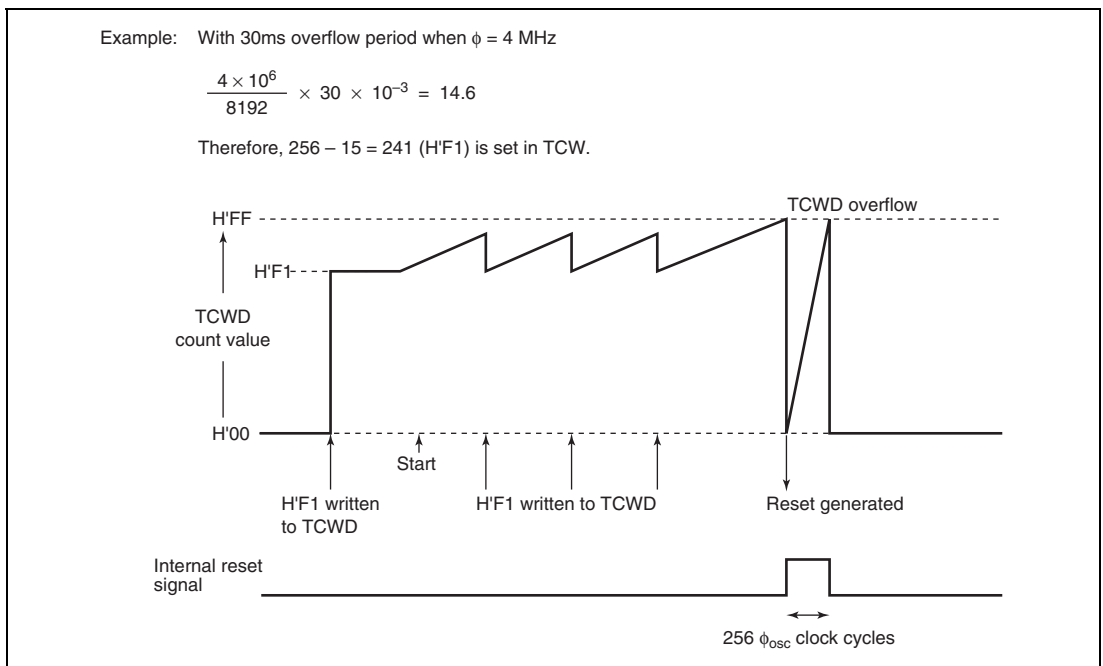 Example: With 30ms overflow period when ϕ = 4 MHz
4 × 10⁶
8192
× 30 × 10⁻³ = 14.6
Therefore, 256 – 15 = 241 (H'F1) is set in TCW.
TCWD overflow
H'FF
H'F1
TCWD
count value
H'00
Start
H'F1 written
to TCWD
H'F1 written to TCWD
Reset generated
Internal reset
signal
256 ϕosc clock cycles